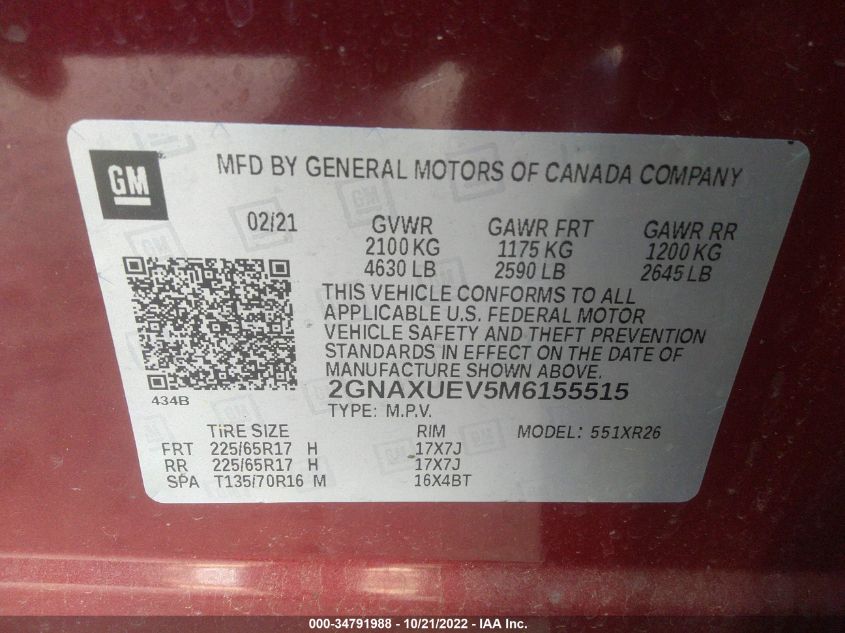 GM
MFD BY GENERAL MOTORS OF CANADA COMPANY
02/21 GVWR GAWR FRT GAWR RR
2100 KG 1175 KG 1200 KG
4630 LB 2590 LB 2645 LB
THIS VEHICLE CONFORMS TO ALL
APPLICABLE U.S. FEDERAL MOTOR
VEHICLE SAFETY AND THEFT PREVENTION
STANDARDS IN EFFECT ON THE DATE OF
MANUFACTURE SHOWN ABOVE.
434B 2GNAXUEV5M6155515
TYPE: M.P.V.
TIRE SIZE RIM MODEL: 551XR26
FRT 225/65R17 H 17X7J
RR 225/65R17 H 17X7J
SPA T135/70R16 M 16X4BT
000-34791988 - 10/21/2022 - IAA Inc.